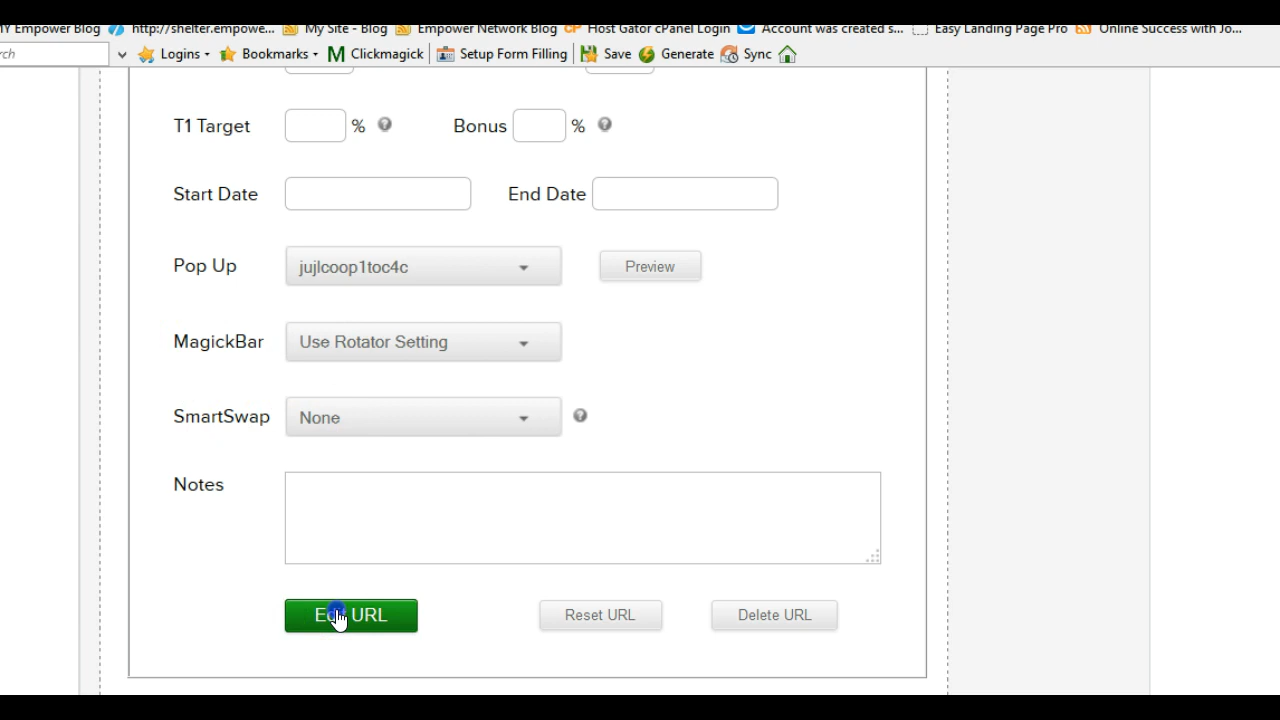 IY Empower Blog http://shelter.empowe... My Site - Blog Empower Network Blog Host Gator cPanel Login Account was created s... Easy Landing Page Pro Online Success with Jo...
rch Logins Bookmarks Clickmagick Setup Form Filling Save Generate Sync
T1 Target % Bonus %
Start Date End Date
Pop Up jujlcoop1toc4c Preview
MagickBar Use Rotator Setting
SmartSwap None
Notes
Edit URL Reset URL Delete URL